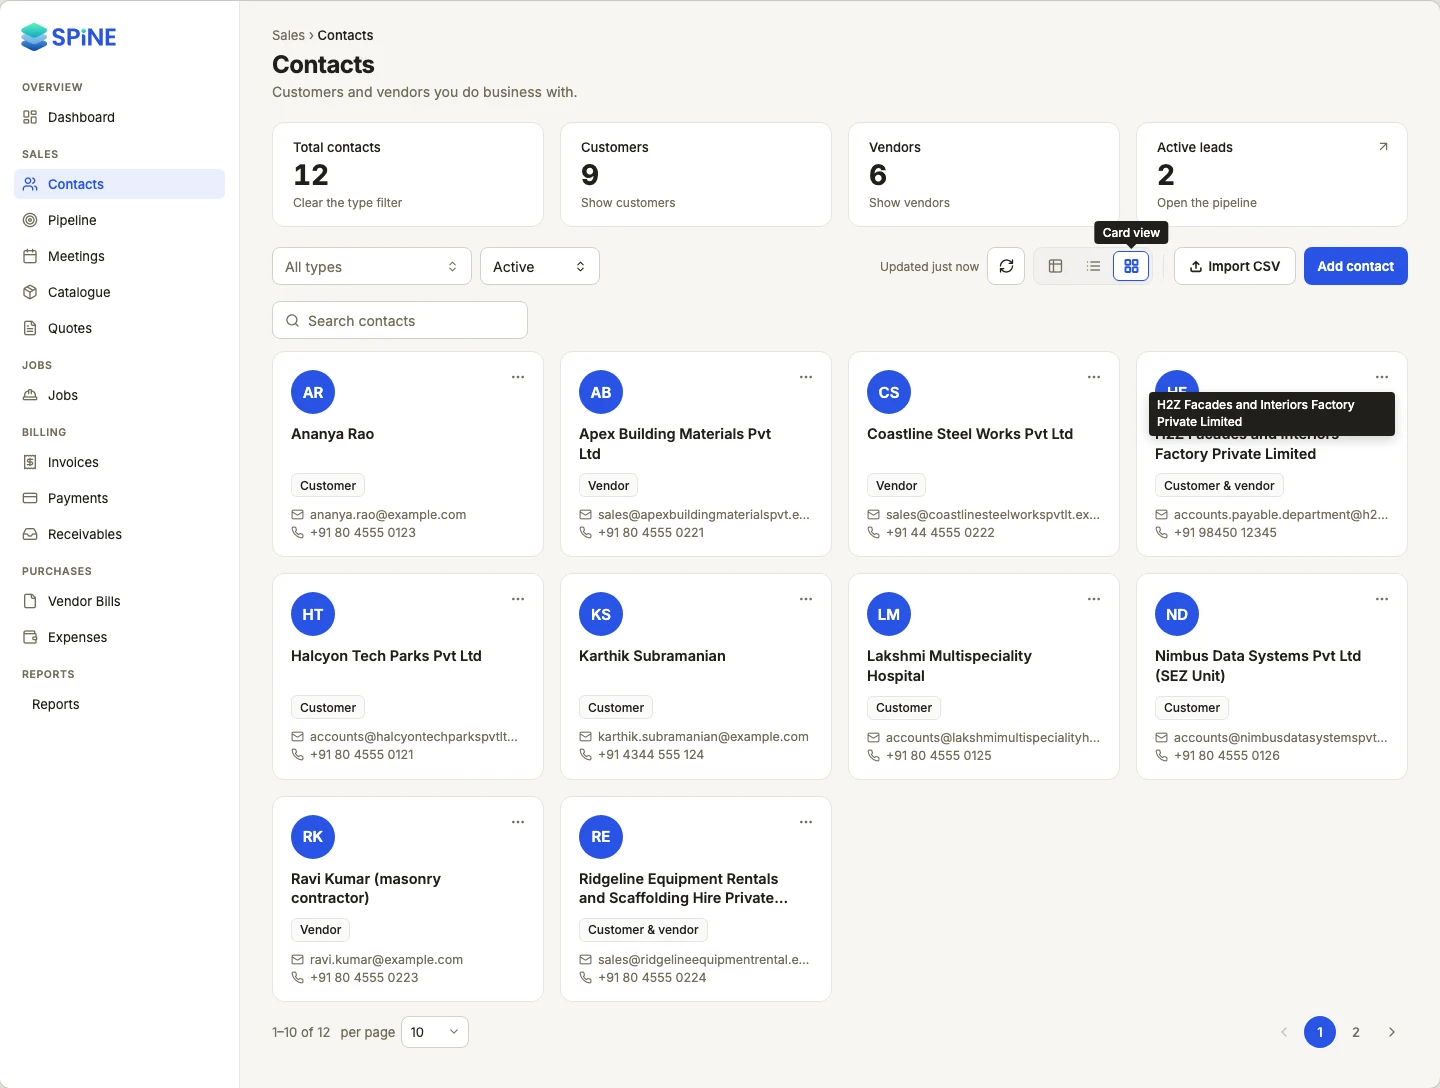 SPiNE
OVERVIEW
Dashboard
SALES
Contacts
Pipeline
Meetings
Catalogue
Quotes
JOBS
Jobs
BILLING
Invoices
Payments
Receivables
PURCHASES
Vendor Bills
Expenses
REPORTS
Reports
Sales › Contacts
Contacts
Customers and vendors you do business with.
Total contacts
12
Clear the type filter
Customers
9
Show customers
Vendors
6
Show vendors
Active leads
2
Open the pipeline
Card view
All types
Active
Updated just now
Import CSV
Add contact
Search contacts
AR
Ananya Rao
Customer
ananya.rao@example.com
+91 80 4555 0123
AB
Apex Building Materials Pvt
Ltd
Vendor
sales@apexbuildingmaterialspvt.e...
+91 80 4555 0221
CS
Coastline Steel Works Pvt Ltd
Vendor
sales@coastlinesteelworkspvtlt.ex...
+91 44 4555 0222
H2Z Facades and Interiors Factory
Private Limited
H2Z Facades and Interiors
Factory Private Limited
Customer & vendor
accounts.payable.department@h2...
+91 98450 12345
HT
Halcyon Tech Parks Pvt Ltd
Customer
accounts@halcyontechparkspvtlt...
+91 80 4555 0121
KS
Karthik Subramanian
Customer
karthik.subramanian@example.com
+91 4344 555 124
LM
Lakshmi Multispeciality
Hospital
Customer
accounts@lakshmimultispecialityh...
+91 80 4555 0125
ND
Nimbus Data Systems Pvt Ltd
(SEZ Unit)
Customer
accounts@nimbusdatasystemspvt...
+91 80 4555 0126
RK
Ravi Kumar (masonry
contractor)
Vendor
ravi.kumar@example.com
+91 80 4555 0223
RE
Ridgeline Equipment Rentals
and Scaffolding Hire Private...
Customer & vendor
sales@ridgelineequipmentrental.e...
+91 80 4555 0224
1–10 of 12 per page 10
1 2